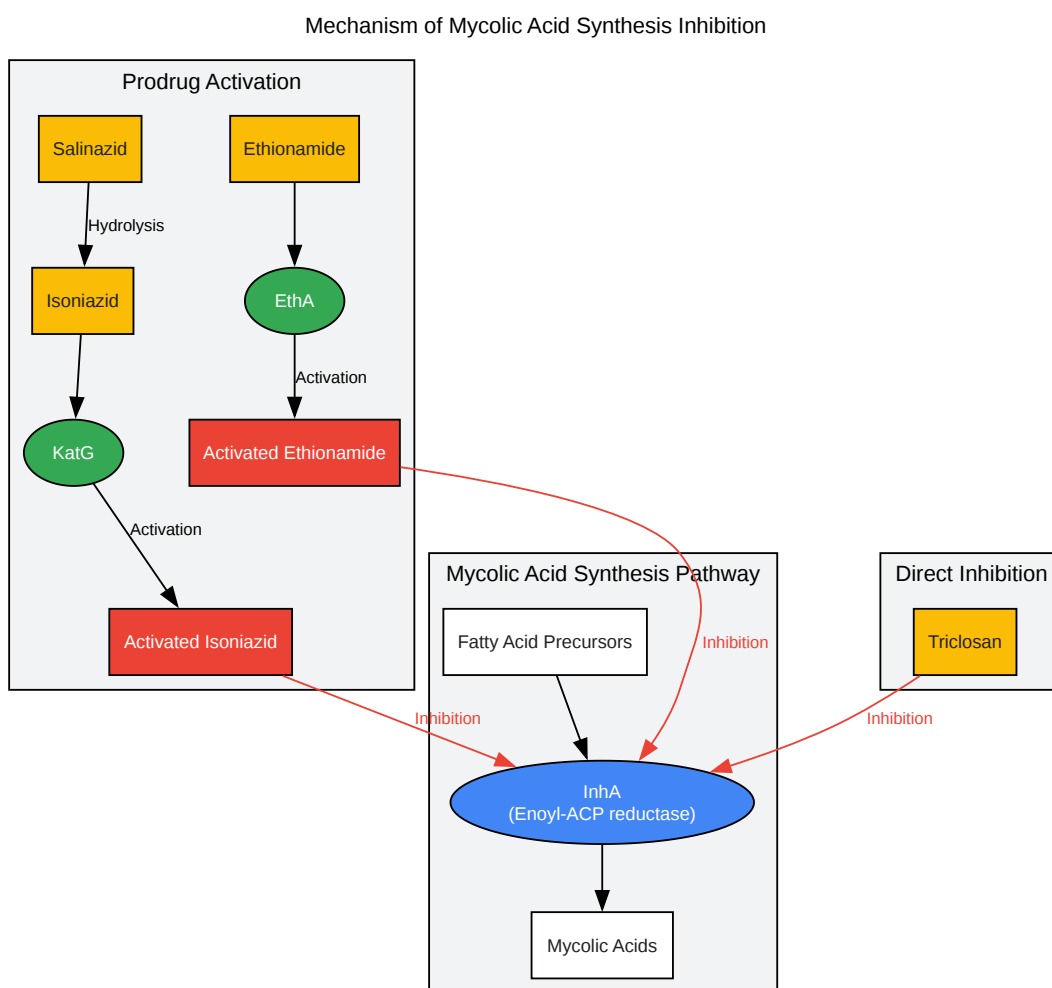 Mechanism of Mycolic Acid Synthesis Inhibition
Prodrug Activation
Salinazid
Ethionamide
Hydrolysis
Isoniazid
EthA
Activation
KatG
Activated Ethionamide
Activation
Activated Isoniazid
Mycolic Acid Synthesis Pathway
Fatty Acid Precursors
Inhibition
Inhibition
InhA
(Enoyl-ACP reductase)
Mycolic Acids
Direct Inhibition
Triclosan
Inhibition